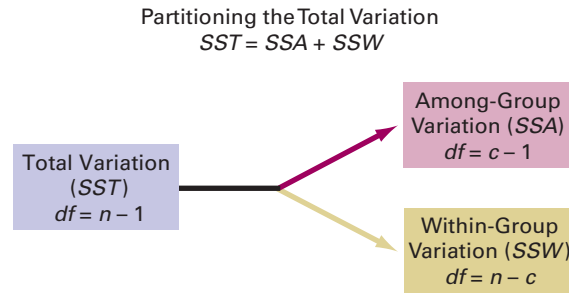 Partitioning the Total Variation
SST = SSA + SSW
Among-Group
Variation (SSA)
df = c – 1
Total Variation
(SST)
df = n – 1
Within-Group
Variation (SSW)
df = n – c